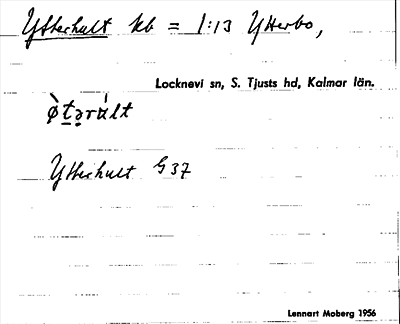 Ytterhult kb = 1:13 Ytterbo,
Locknevi sn, S. Tjusts hd, Kalmar län.
Ytterhult G 37
Lennart Moberg 1956